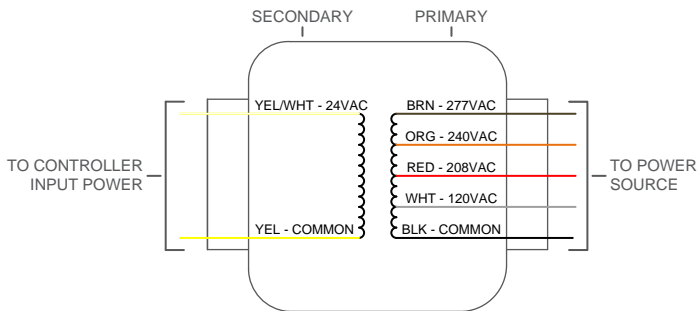 SECONDARY
PRIMARY
YEL/WHT - 24VAC
BRN - 277VAC
ORG - 240VAC
TO CONTROLLER
INPUT POWER
RED - 208VAC
TO POWER
SOURCE
WHT - 120VAC
YEL - COMMON
BLK - COMMON